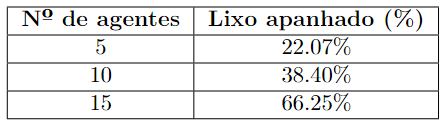 Nº de agentes Lixo apanhado (%)
5 22.07%
10 38.40%
15 66.25%